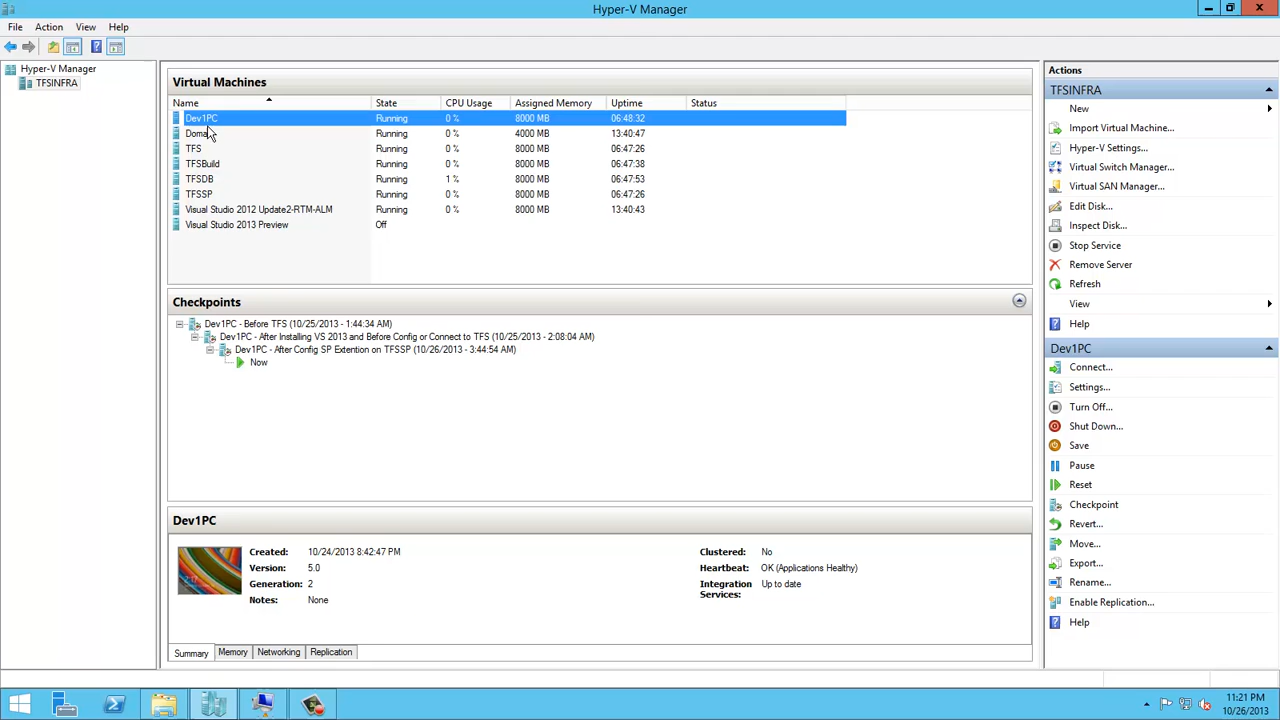 Hyper-V Manager
File Action View Help
Hyper-V Manager
TFSINFRA
Virtual Machines
Name State CPU Usage Assigned Memory Uptime Status
Dev1PC Running 0 % 8000 MB 06:48:32
Running 0 % 4000 MB 13:40:47
TFS Running 0 % 8000 MB 06:47:26
TFSBuild Running 0 % 8000 MB 06:47:38
TFSDB Running 1 % 8000 MB 06:47:53
TFSSP Running 0 % 8000 MB 06:47:26
Visual Studio 2012 Update2-RTM-ALM Running 0 % 8000 MB 13:40:43
Visual Studio 2013 Preview Off
Checkpoints
Dev1PC - Before TFS (10/25/2013 - 1:44:34 AM)
Dev1PC - After Installing VS 2013 and Before Config or Connect to TFS (10/25/2013 - 2:08:04 AM)
Dev1PC - After Config SP Extention on TFSSP (10/26/2013 - 3:44:54 AM)
Now
Dev1PC
Created: 10/24/2013 8:42:47 PM Clustered: No
Version: 5.0 Heartbeat: OK (Applications Healthy)
Generation: 2 Integration Services: Up to date
Notes: None
Summary Memory Networking Replication
Actions
TFSINFRA
New
Import Virtual Machine...
Hyper-V Settings...
Virtual Switch Manager...
Virtual SAN Manager...
Edit Disk...
Inspect Disk...
Stop Service
Remove Server
Refresh
View
Help
Dev1PC
Connect...
Settings...
Turn Off...
Shut Down...
Save
Pause
Reset
Checkpoint
Revert...
Move...
Export...
Rename...
Enable Replication...
Help
11:21 PM
10/26/2013